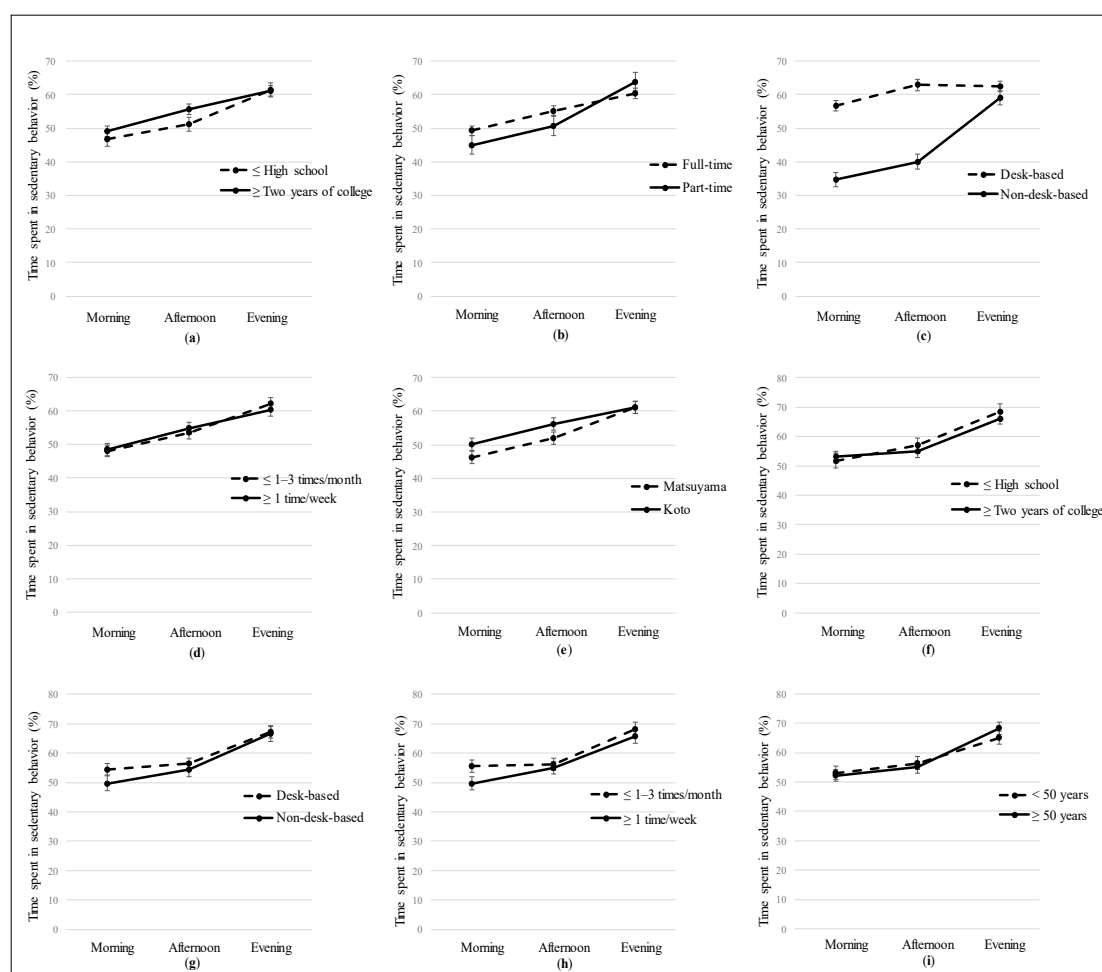 Time spent in sedentary behavior (%)
70
60
50
40
30
20
10
0
≤ High school
≥ Two years of college
Morning Afternoon Evening
(a)
Time spent in sedentary behavior (%)
70
60
50
40
30
20
10
0
Full-time
Part-time
Morning Afternoon Evening
(b)
Time spent in sedentary behavior (%)
70
60
50
40
30
20
10
0
Desk-based
Non-desk-based
Morning Afternoon Evening
(c)
Time spent in sedentary behavior (%)
70
60
50
40
30
20
10
0
≤ 1–3 times/month
≥ 1 time/week
Morning Afternoon Evening
(d)
Time spent in sedentary behavior (%)
70
60
50
40
30
20
10
0
Matsuyama
Koto
Morning Afternoon Evening
(e)
Time spent in sedentary behavior (%)
80
70
60
50
40
30
20
10
0
≤ High school
≥ Two years of college
Morning Afternoon Evening
(f)
Time spent in sedentary behavior (%)
80
70
60
50
40
30
20
10
0
Desk-based
Non-desk-based
Morning Afternoon Evening
(g)
Time spent in sedentary behavior (%)
80
70
60
50
40
30
20
10
0
≤ 1–3 times/month
≥ 1 time/week
Morning Afternoon Evening
(h)
Time spent in sedentary behavior (%)
80
70
60
50
40
30
20
10
0
< 50 years
≥ 50 years
Morning Afternoon Evening
(i)